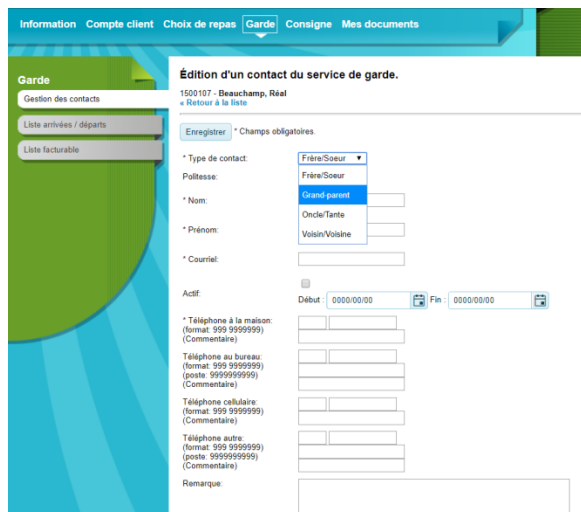 Information Compte client Choix de repas Garde Consigne Mes documents
Garde
Gestion des contacts
Liste arrivées / départs
Liste facturable
Édition d'un contact du service de garde.
1500107 - Beauchamp, Réal
« Retour à la liste
Enregistrer * Champs obligatoires.
* Type de contact: Frère/Soeur
Politesse: Frère/Soeur
* Nom: Grand-parent
Oncle/Tante
* Prénom: Voisin/Voisine
* Courriel:
Actif:
Début : 0000/00/00 Fin : 0000/00/00
* Téléphone à la maison:
(format: 999 9999999)
(Commentaire)
Téléphone au bureau:
(format: 999 9999999)
(poste: 9999999999)
(Commentaire)
Téléphone cellulaire:
(format: 999 9999999)
(Commentaire)
Téléphone autre:
(format: 999 9999999)
(poste: 9999999999)
(Commentaire)
Remarque: